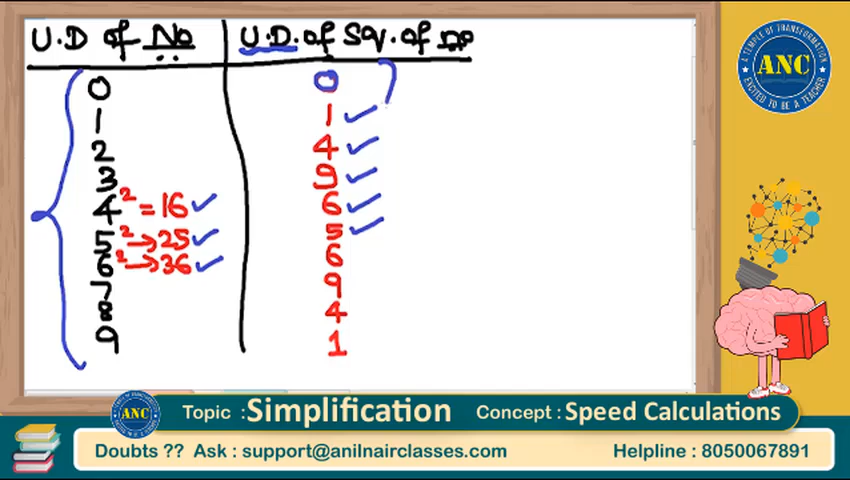 U.D of No U.D. of Sq. of no
0 0
1 1
2 4
3 9
4² = 16 6
5² → 25 5
6² → 36 6
7 9
8 4
9 1
A TEMPLE OF TRANSFORMATION
ANC
EXCITED TO BE A TEACHER
ANC
Topic : Simplification Concept : Speed Calculations
Doubts ?? Ask : support@anilnairclasses.com Helpline : 8050067891